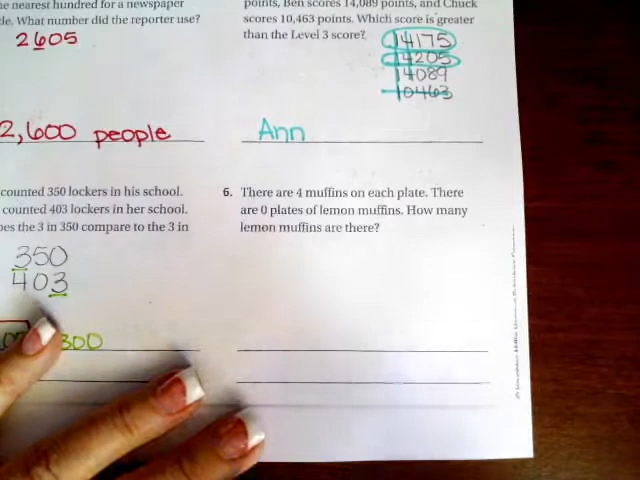 nearest hundred for a newspaper
What number did the reporter use?
2605
2,600 people
points, Ben scores 14,089 points, and Chuck
scores 10,463 points. Which score is greater
than the Level 3 score?
14175
14205
14089
10463
Ann
counted 350 lockers in his school.
counted 403 lockers in her school.
the 3 in 350 compare to the 3 in
350
403
300
6. There are 4 muffins on each plate. There
are 0 plates of lemon muffins. How many
lemon muffins are there?